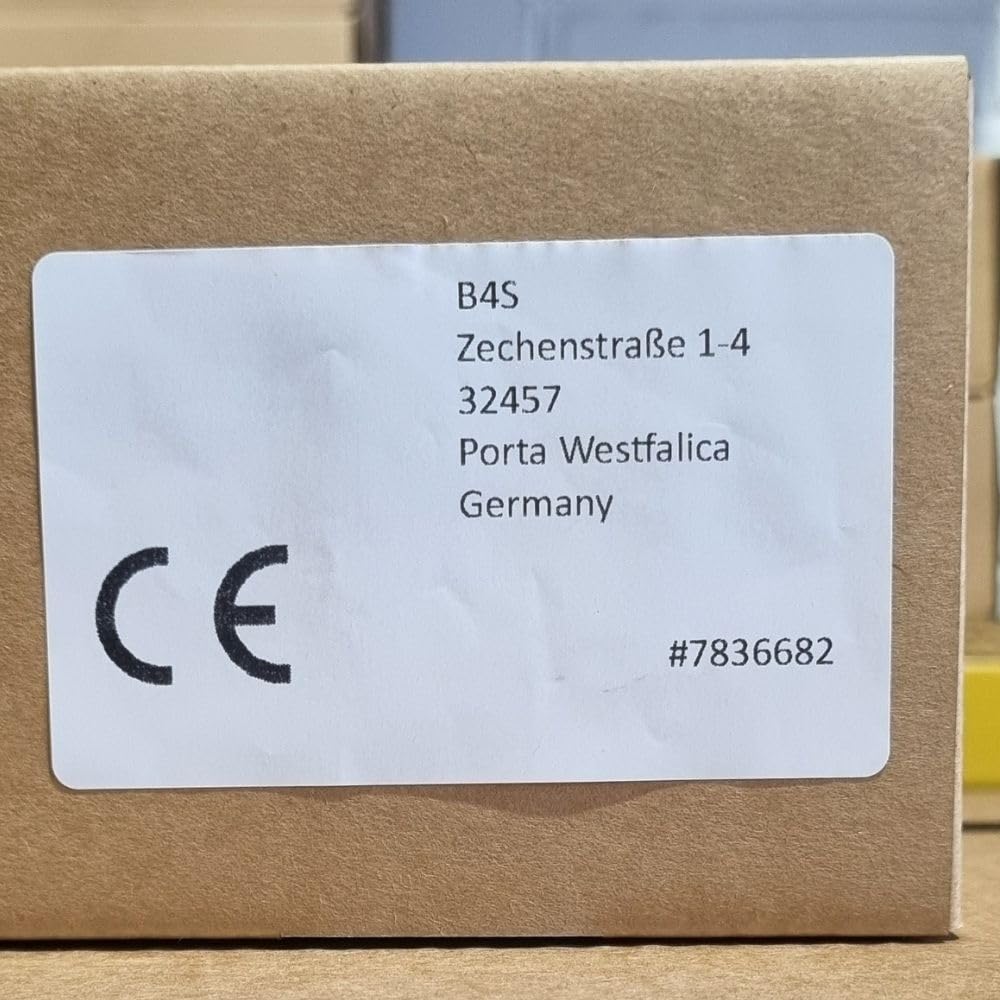 B4S
Zechenstraße 1-4
32457
Porta Westfalica
Germany
CE
#7836682